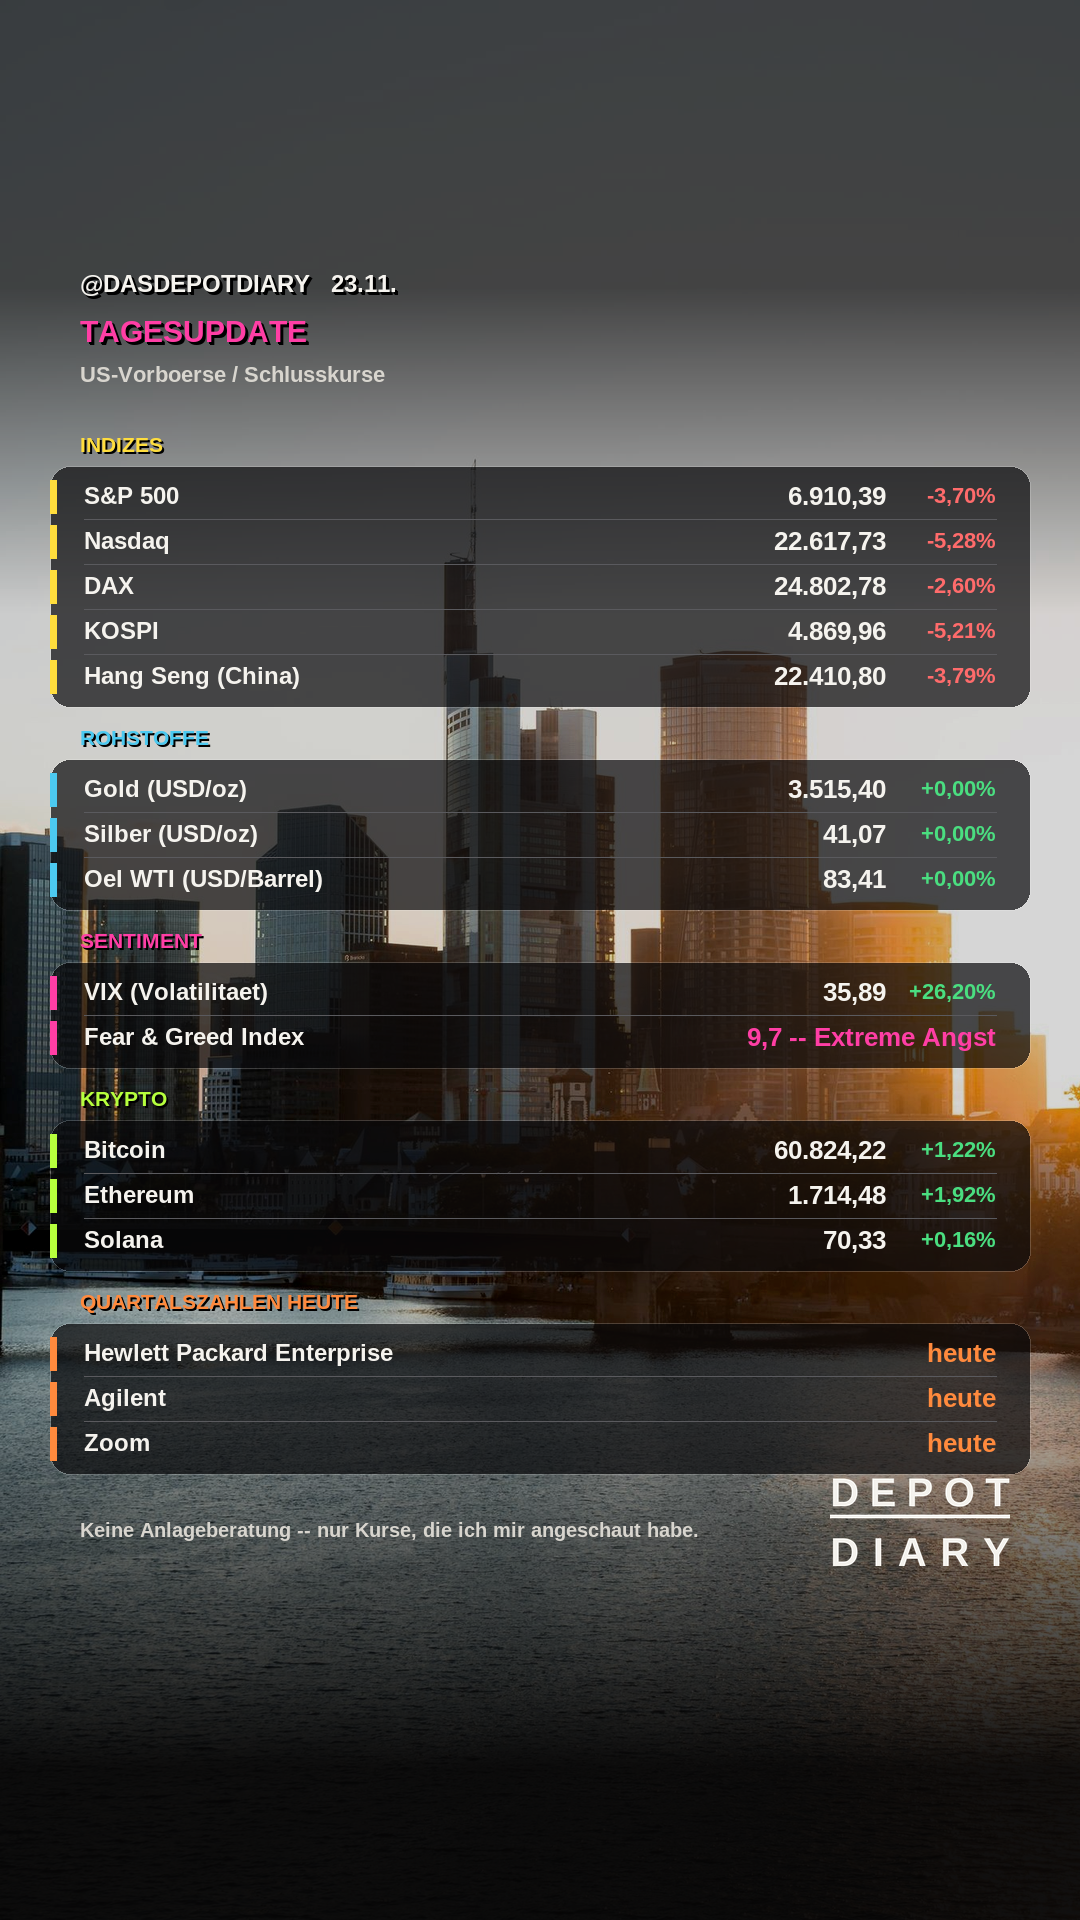 @DASDEPOTDIARY 23.11.
TAGESUPDATE
US-Vorboerse / Schlusskurse
INDIZES
S&P 500 6.910,39 -3,70%
Nasdaq 22.617,73 -5,28%
DAX 24.802,78 -2,60%
KOSPI 4.869,96 -5,21%
Hang Seng (China) 22.410,80 -3,79%
ROHSTOFFE
Gold (USD/oz) 3.515,40 +0,00%
Silber (USD/oz) 41,07 +0,00%
Oel WTI (USD/Barrel) 83,41 +0,00%
SENTIMENT
VIX (Volatilitaet) 35,89 +26,20%
Fear & Greed Index 9,7 -- Extreme Angst
KRYPTO
Bitcoin 60.824,22 +1,22%
Ethereum 1.714,48 +1,92%
Solana 70,33 +0,16%
QUARTALSZAHLEN HEUTE
Hewlett Packard Enterprise heute
Agilent heute
Zoom heute
Keine Anlageberatung -- nur Kurse, die ich mir angeschaut habe.
DEPOT
DIARY